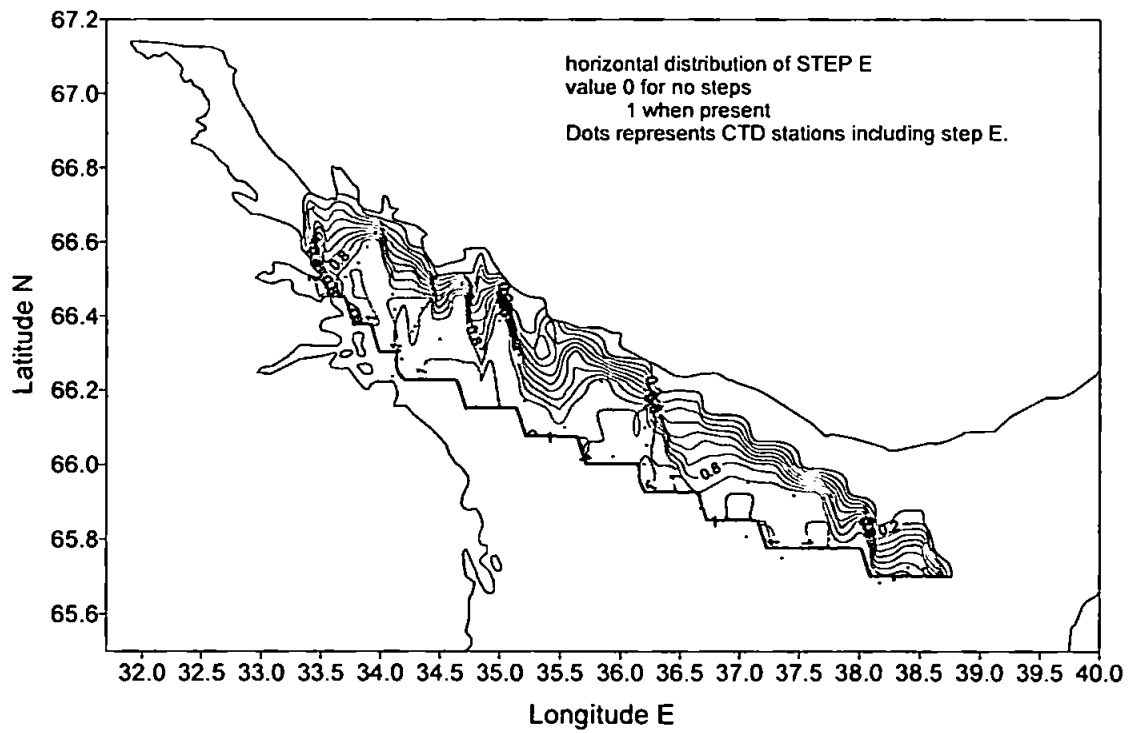 67.2
67.0
66.8
66.6
66.4
66.2
66.0
65.8
65.6
Latitude N
horizontal distribution of STEP E
value 0 for no steps
1 when present
Dots represents CTD stations including step E.
0.8
0.8
0.2
32.0 32.5 33.0 33.5 34.0 34.5 35.0 35.5 36.0 36.5 37.0 37.5 38.0 38.5 39.0 39.5 40.0
Longitude E